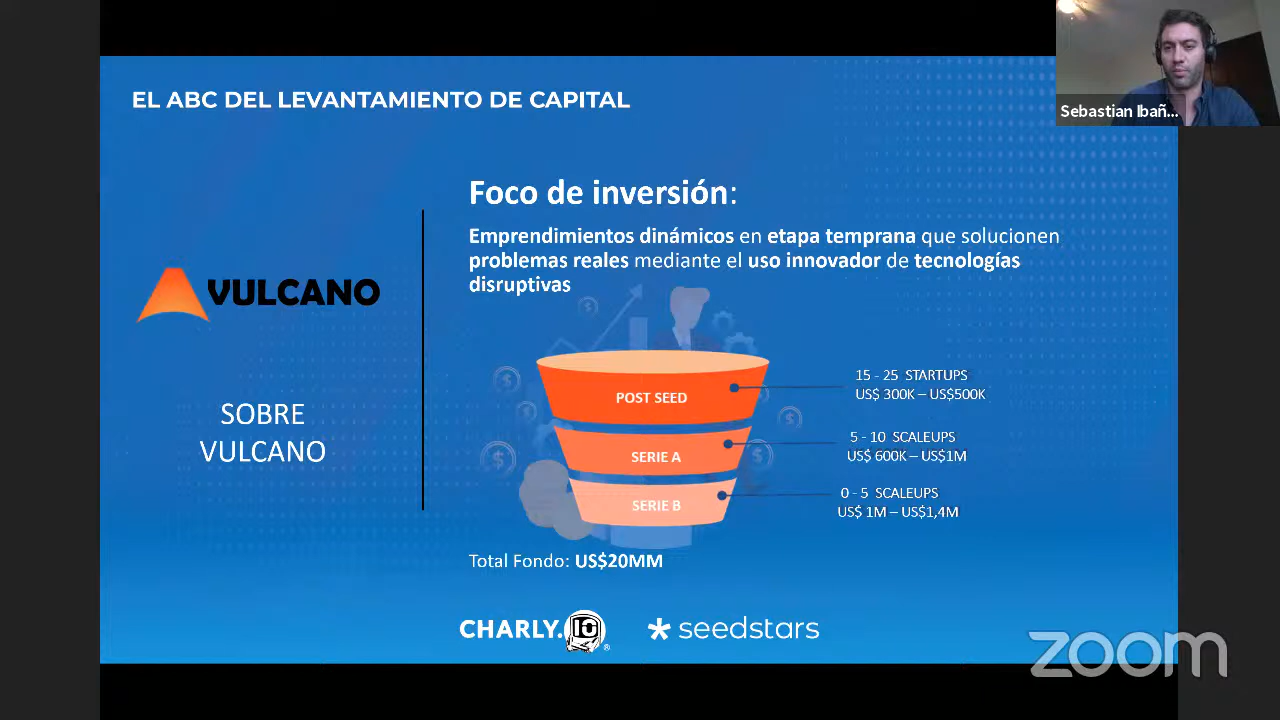 EL ABC DEL LEVANTAMIENTO DE CAPITAL
Sebastian Ibañ...
Foco de inversión:
Emprendimientos dinámicos en etapa temprana que solucionen
problemas reales mediante el uso innovador de tecnologías
disruptivas
VULCANO
SOBRE
VULCANO
POST SEED
15 - 25 STARTUPS
US$ 300K – US$500K
SERIE A
5 - 10 SCALEUPS
US$ 600K – US$1M
SERIE B
0 - 5 SCALEUPS
US$ 1M – US$1,4M
Total Fondo: US$20MM
CHARLY.IO®
seedstars
zoom